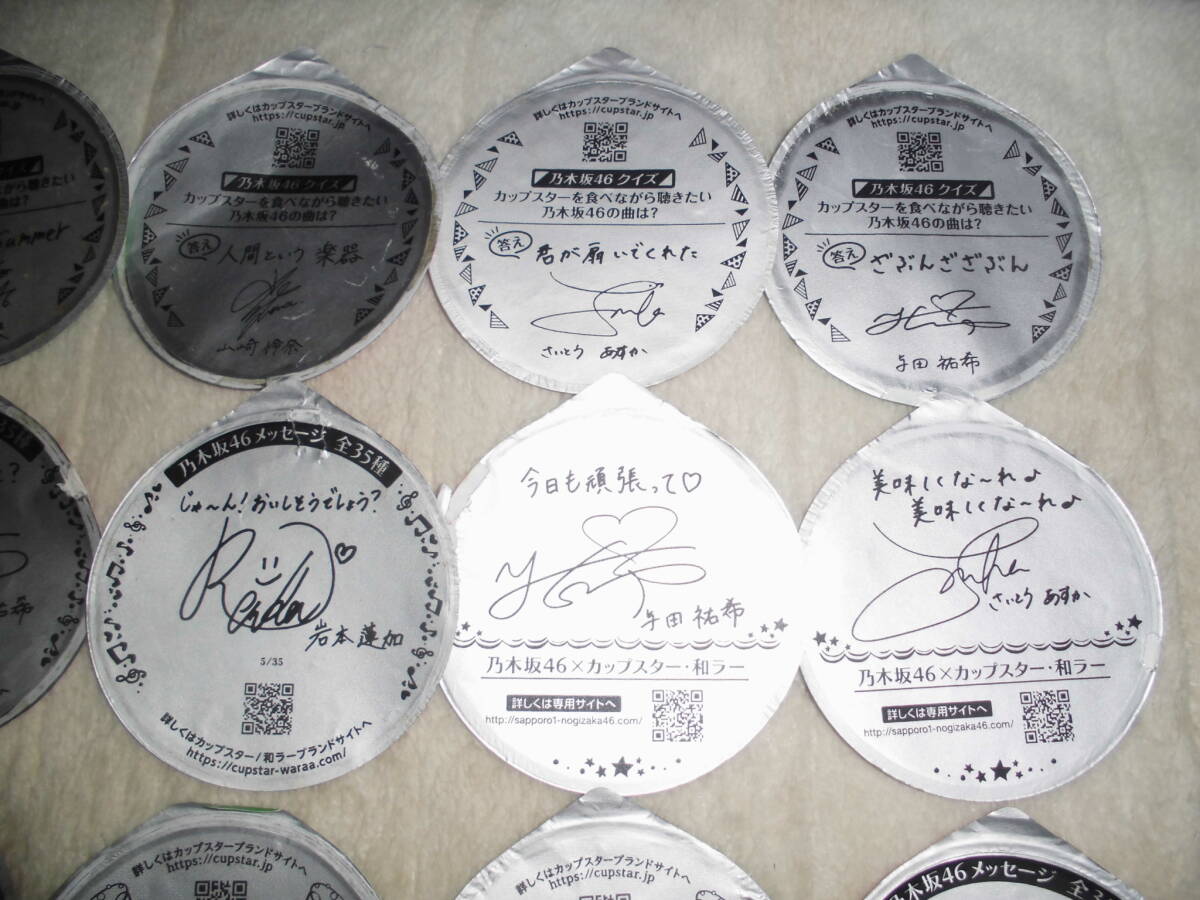 Summer
詳しくはカップスターブランドサイトへ
https://cupstar.jp
乃木坂46 クイズ
カップスターを食べながら聴きたい
乃木坂46の曲は?
答え 人間という楽器
山崎怜奈
詳しくはカップスターブランドサイトへ
https://cupstar.jp
乃木坂46 クイズ
カップスターを食べながら聴きたい
乃木坂46の曲は?
答え 君が扇いでくれた
さいとう あすか
詳しくはカップスターブランドサイトへ
https://cupstar.jp
乃木坂46 クイズ
カップスターを食べながら聴きたい
乃木坂46の曲は?
答え ざぶんざざぶん
与田 祐希
乃木坂46メッセージ 全35種
じゃ〜ん!おいしそうでしょう?
Renka
岩本蓮加
5/35
詳しくはカップスター/和ラーブランドサイトへ
https://cupstar-waraa.com/
今日も頑張って♡
与田 祐希
乃木坂46×カップスター・和ラー
詳しくは専用サイトへ
http://sapporo1-nogizaka46.com/
美味しくな〜れ♪
美味しくな〜れ♪
さいとう あすか
乃木坂46×カップスター・和ラー
詳しくは専用サイトへ
http://sapporo1-nogizaka46.com/
詳しくはカップスターブランドサイトへ
https://cupstar.jp
詳しくはカップスターブランドサイトへ
https://cupstar.jp
乃木坂46メッセージ 全35